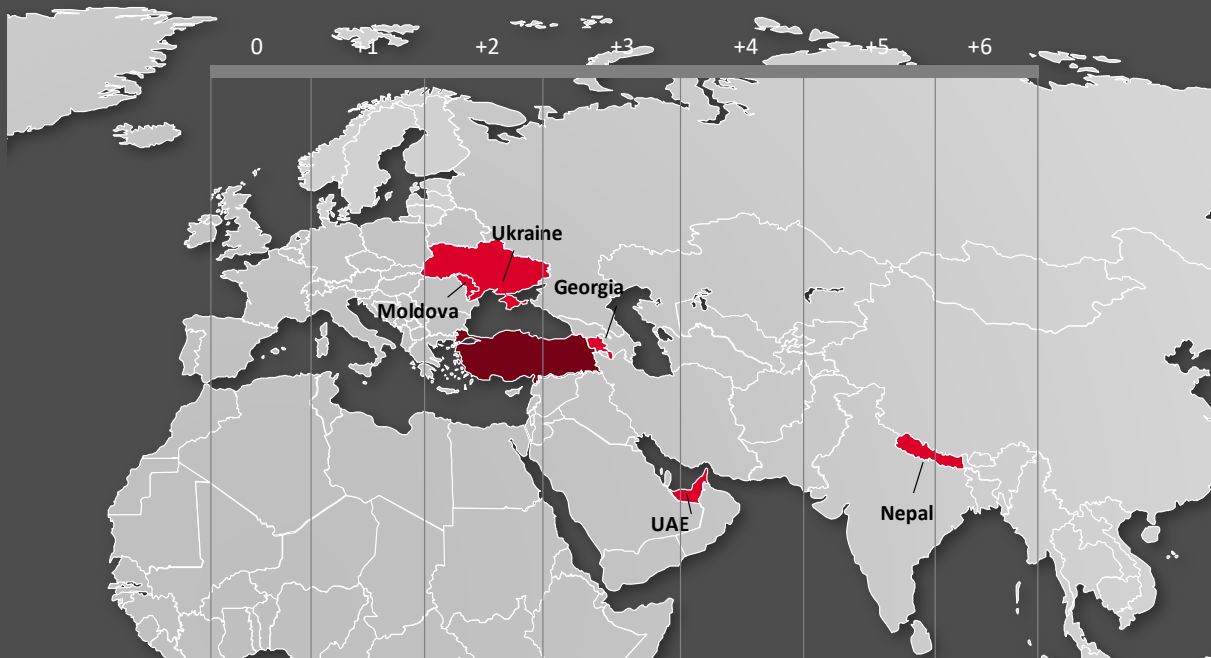 0 +1 +2 +3 +4 +5 +6
Ukraine
Georgia
Moldova
Nepal
UAE